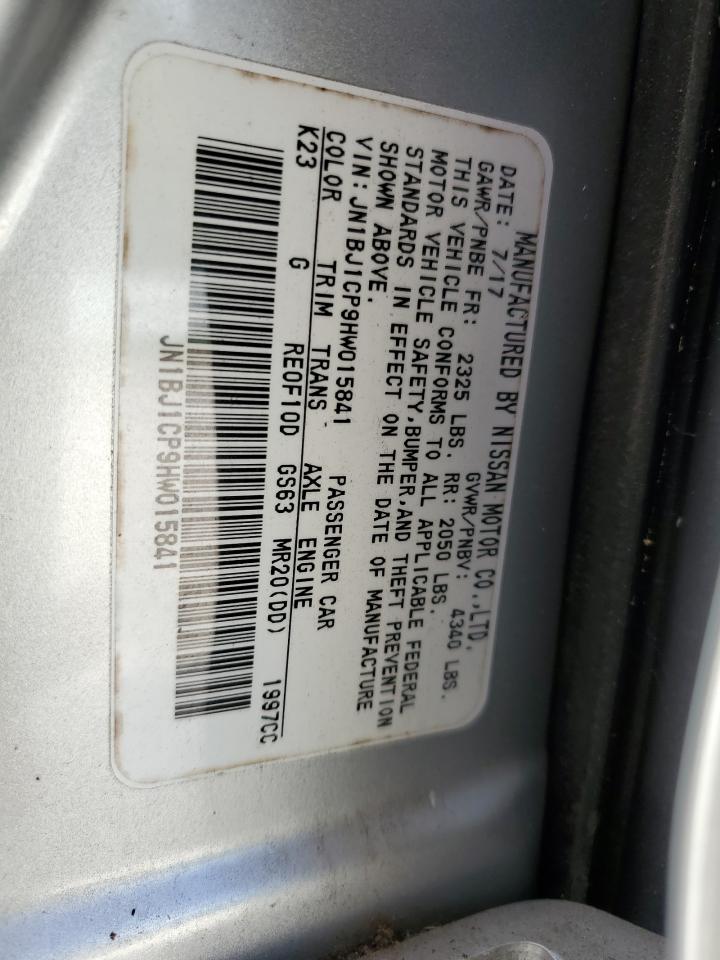 MANUFACTURED BY NISSAN MOTOR CO.,LTD.
DATE: 7/17 GVWR/PNBV: 4340 LBS.
GAWR/PNBE FR: 2325 LBS. RR: 2050 LBS.
THIS VEHICLE CONFORMS TO ALL APPLICABLE FEDERAL
MOTOR VEHICLE SAFETY,BUMPER,AND THEFT PREVENTION
STANDARDS IN EFFECT ON THE DATE OF MANUFACTURE
SHOWN ABOVE.
VIN: JN1BJ1CP9HW015841 PASSENGER CAR
COLOR TRIM TRANS AXLE ENGINE
K23 G RE0F10D GS63 MR20(DD) 1997CC
JN1BJ1CP9HW015841